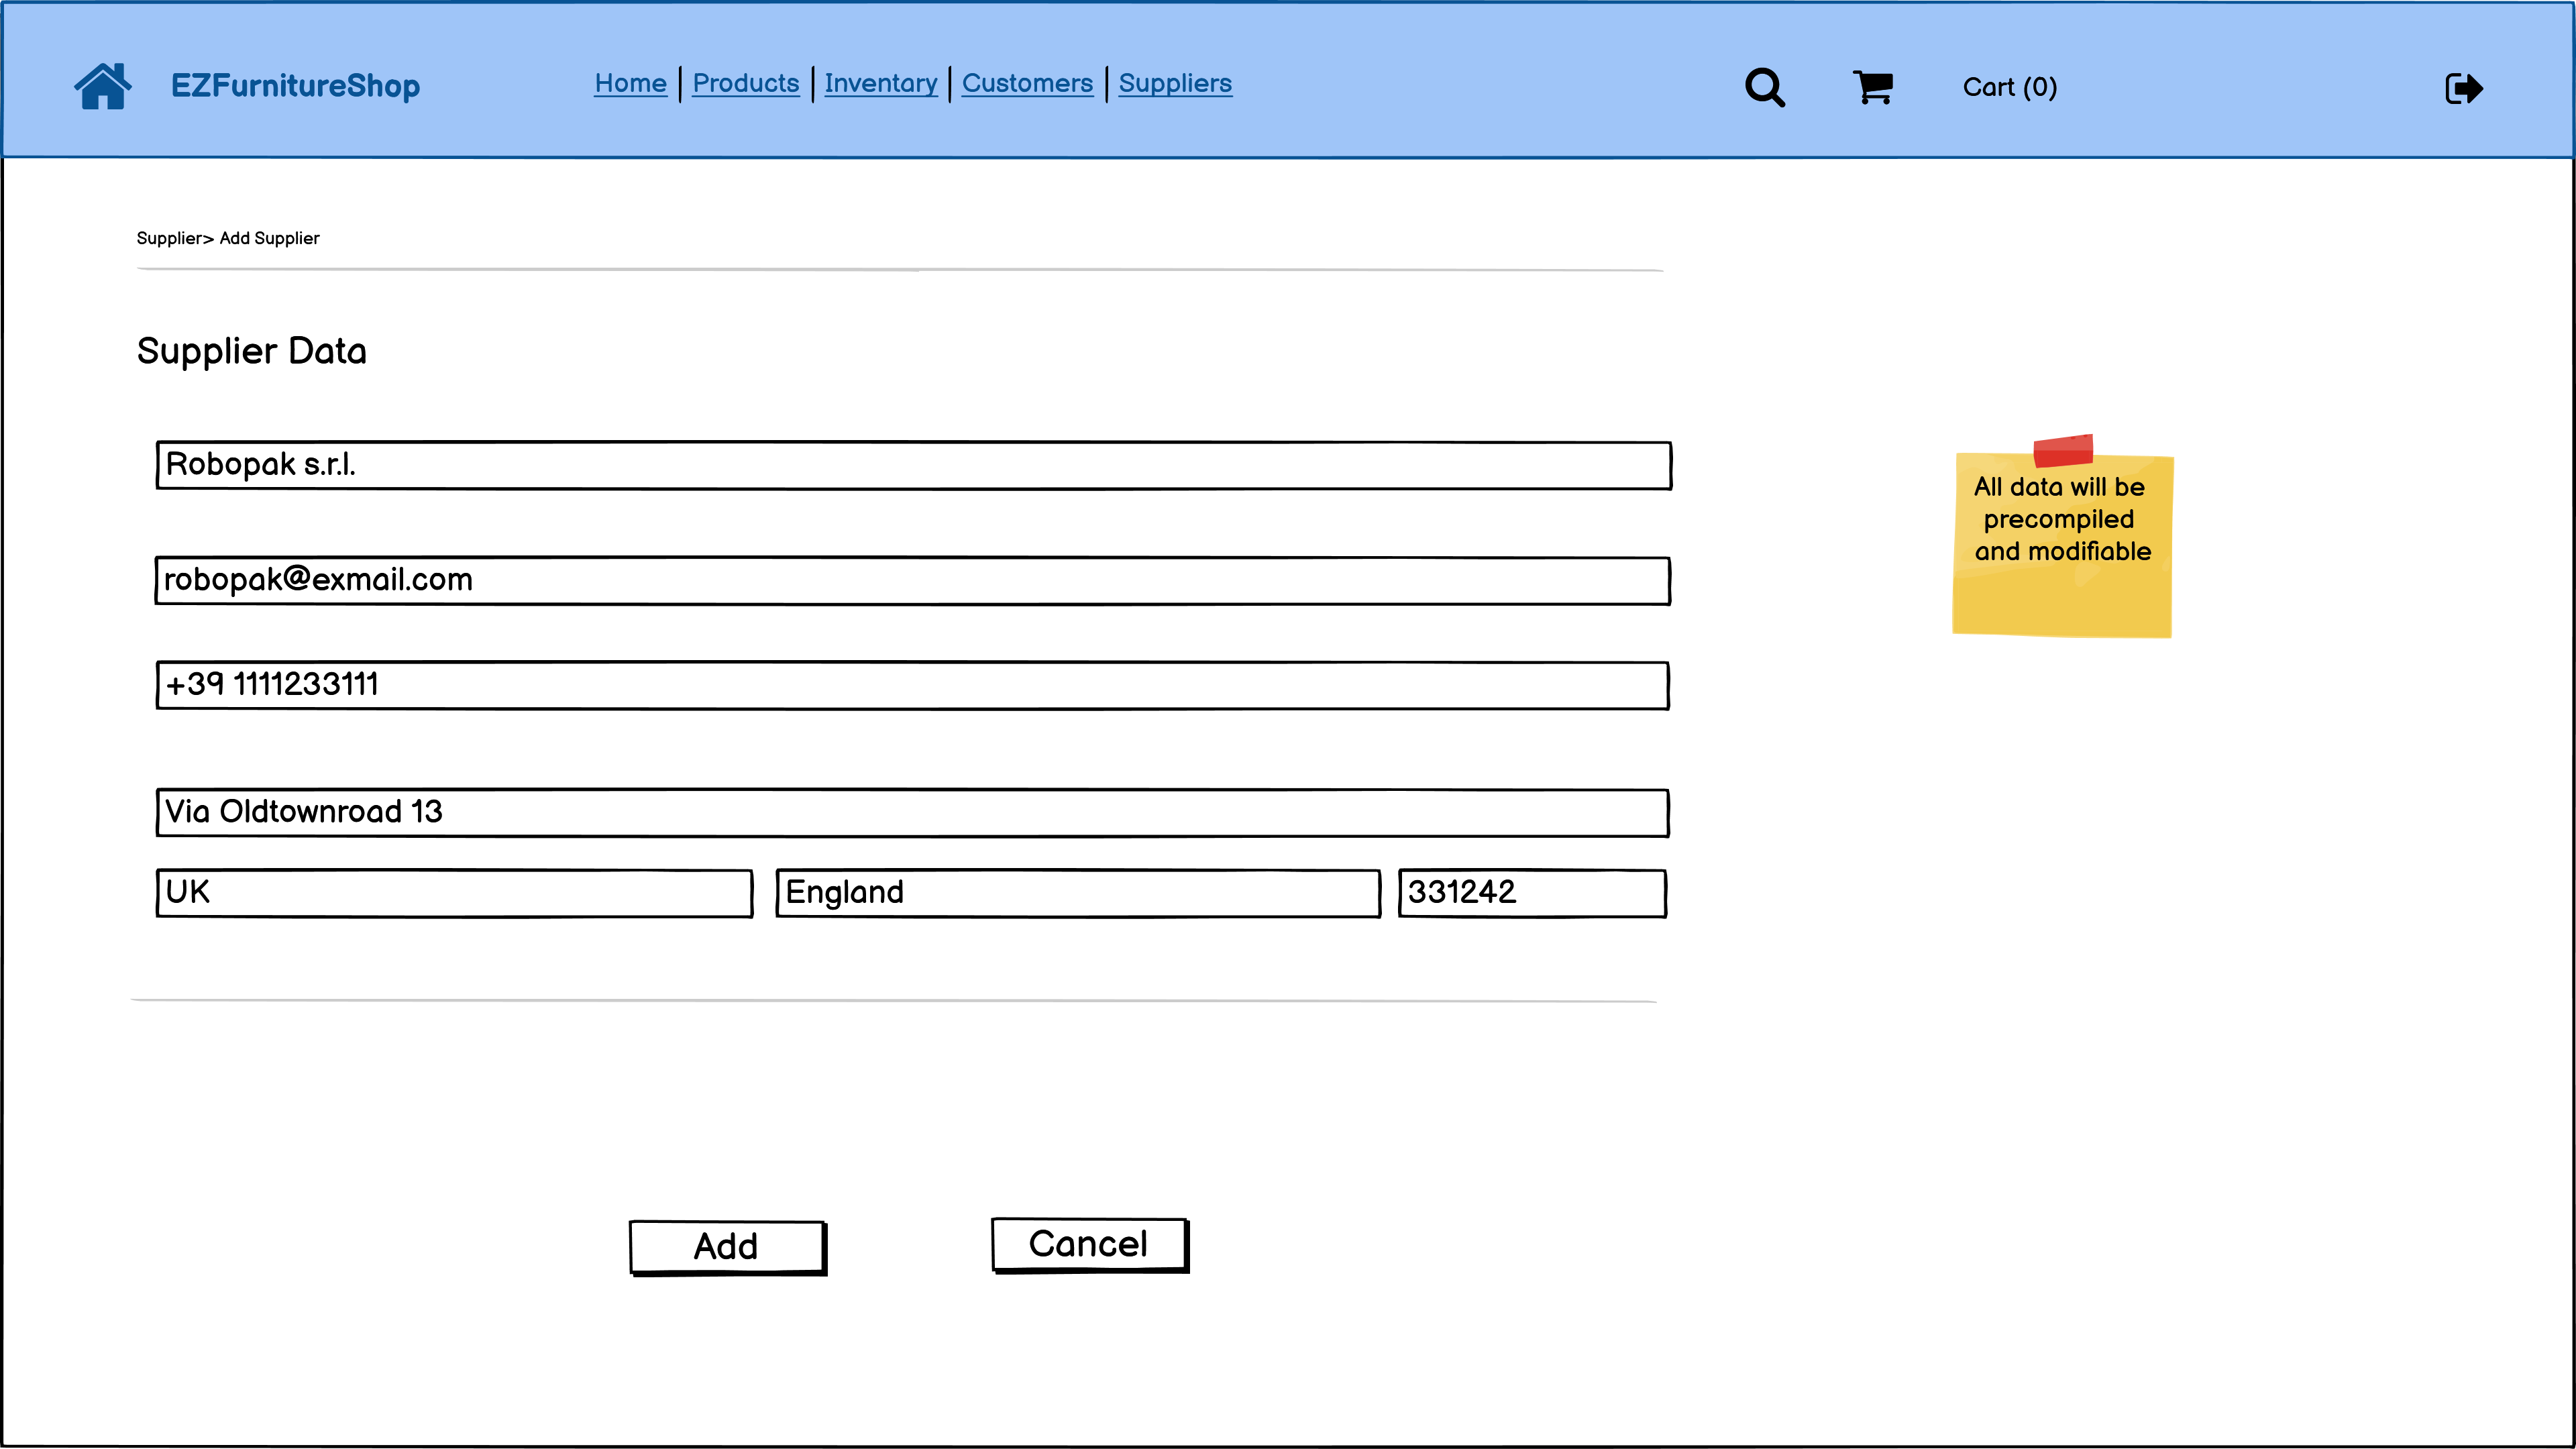 EZFurnitureShop
Home | Products | Inventory | Customers | Suppliers
Cart (0)
Supplier> Add Supplier
Supplier Data
Robopak s.r.l.
robopak@exmail.com
+39 1111233111
Via Oldtownroad 13
UK
England
331242
All data will be
precompiled
and modifiable
Add
Cancel